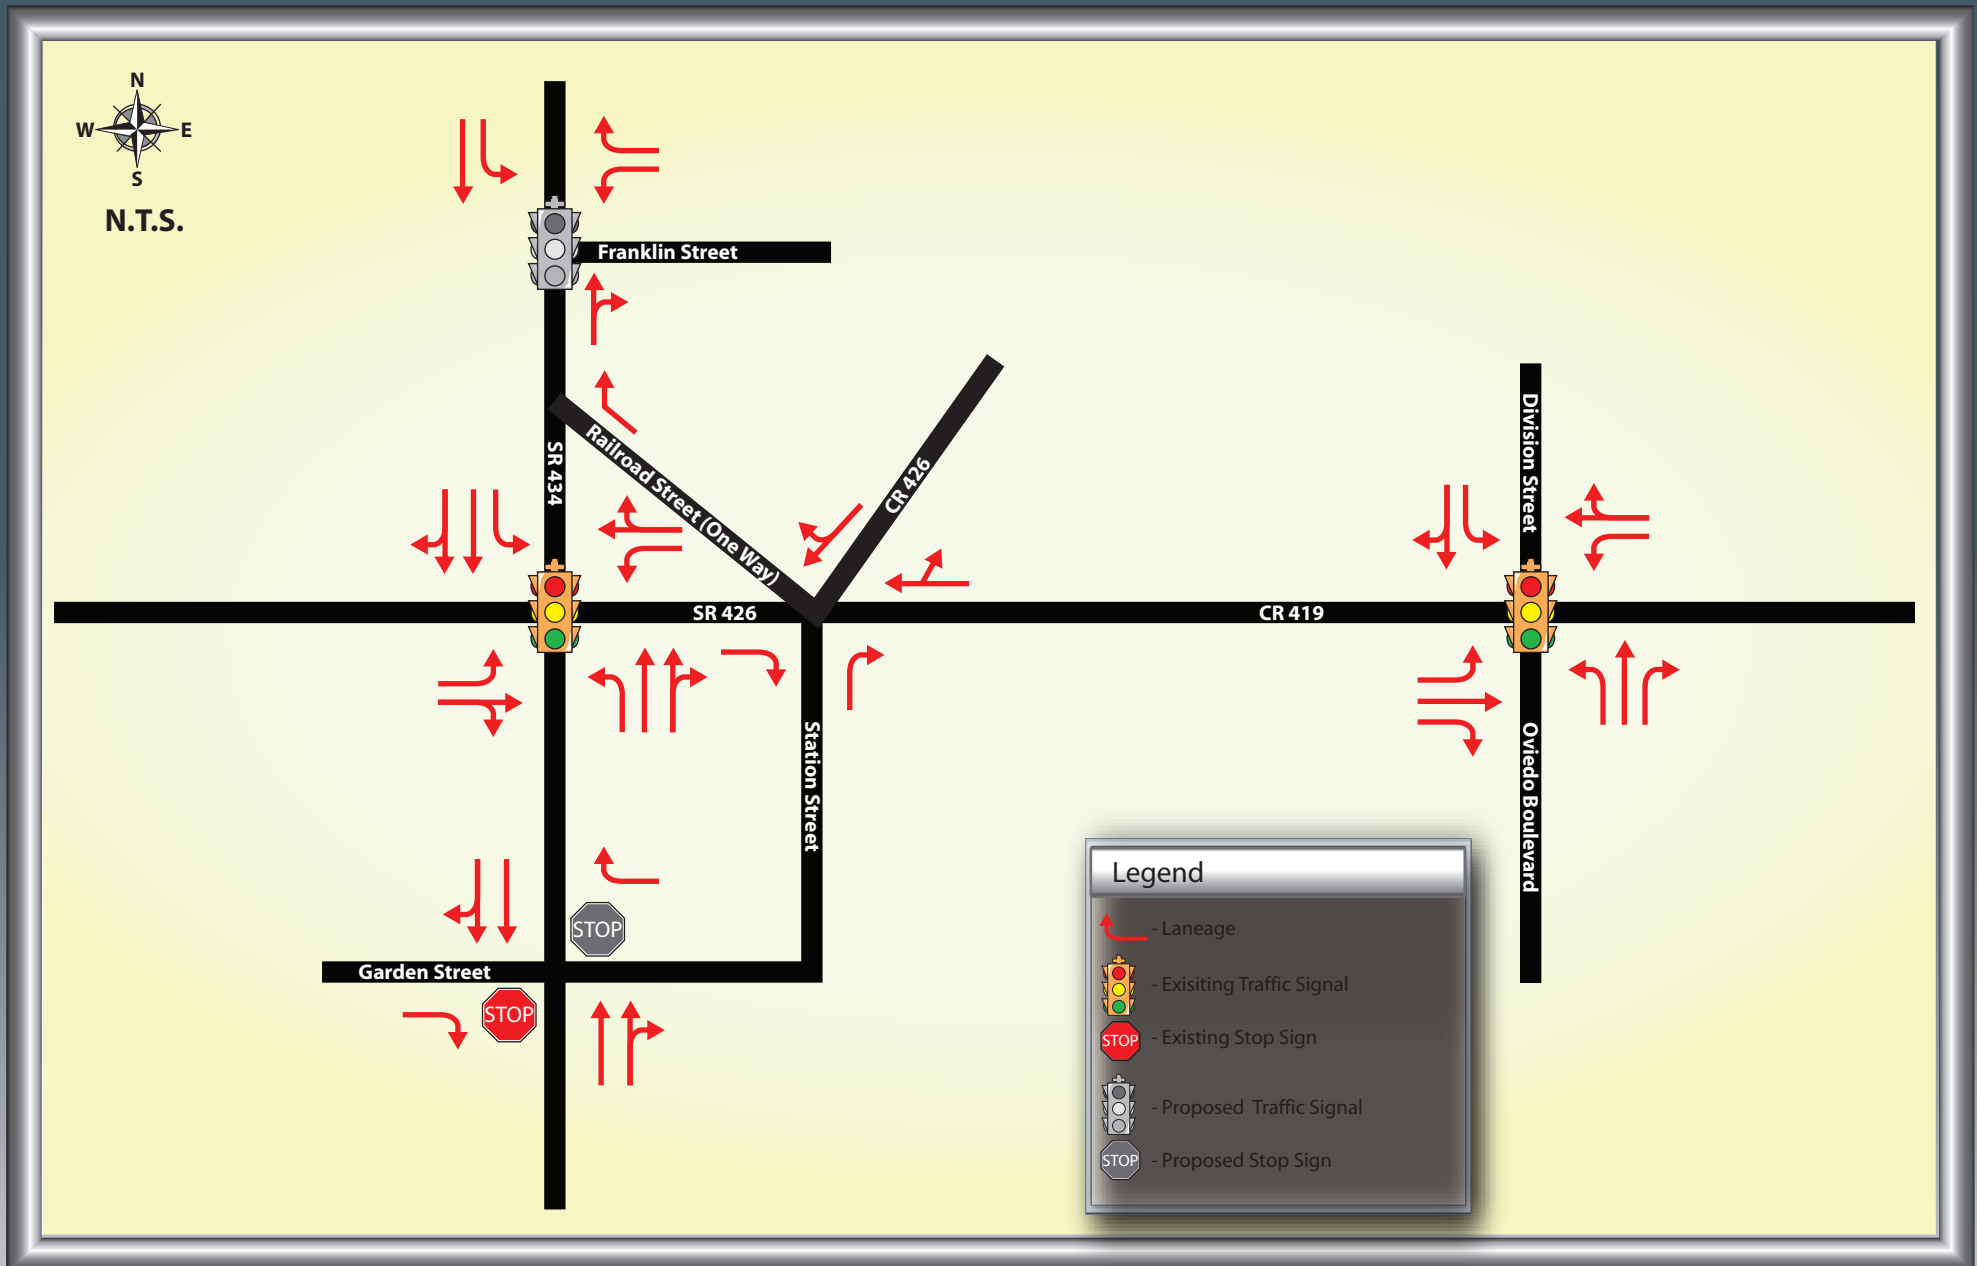 N
W E
S
N.T.S.
Franklin Street
SR 434
Railroad Street (One Way)
CR 426
Division Street
SR 426
CR 419
Station Street
Oviedo Boulevard
STOP
Garden Street
STOP
Legend
- Laneage
- Exisiting Traffic Signal
STOP - Existing Stop Sign
- Proposed Traffic Signal
STOP - Proposed Stop Sign